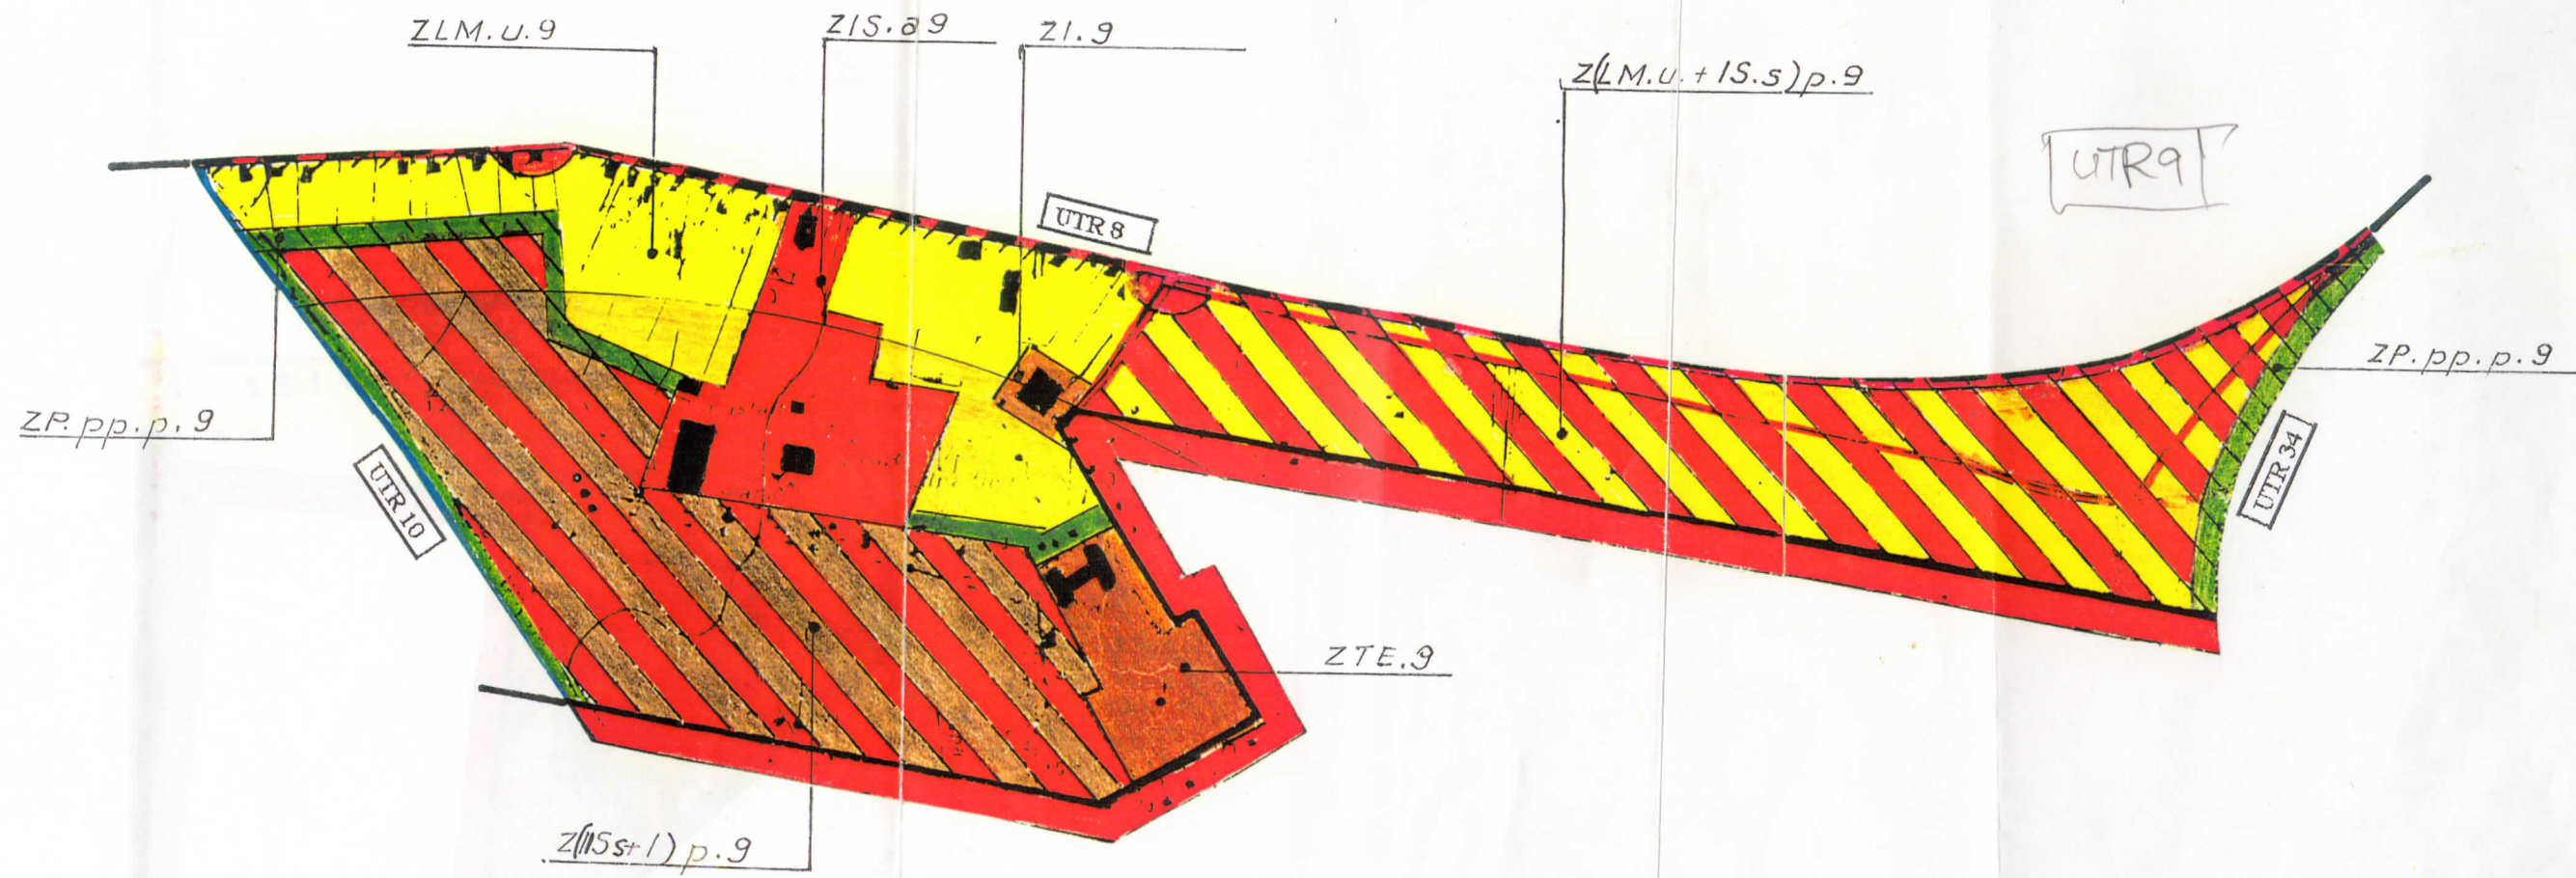 ZLM.u.9
ZIS.a9
ZI.9
Z(LM.u.+IS.s)p.9
UTR9
UTR 8
ZP.pp.p.9
ZP.pp.p.9
UTR 10
UTR 34
ZTE.9
Z(IISs+I)p.9